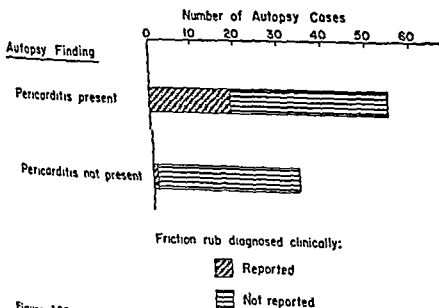 Number of Autopsy Cases
0 10 20 30 40 50 60
Autopsy Finding
Pericarditis present
Pericarditis not present
Friction rub diagnosed clinically:
Reported
Not reported
Figure